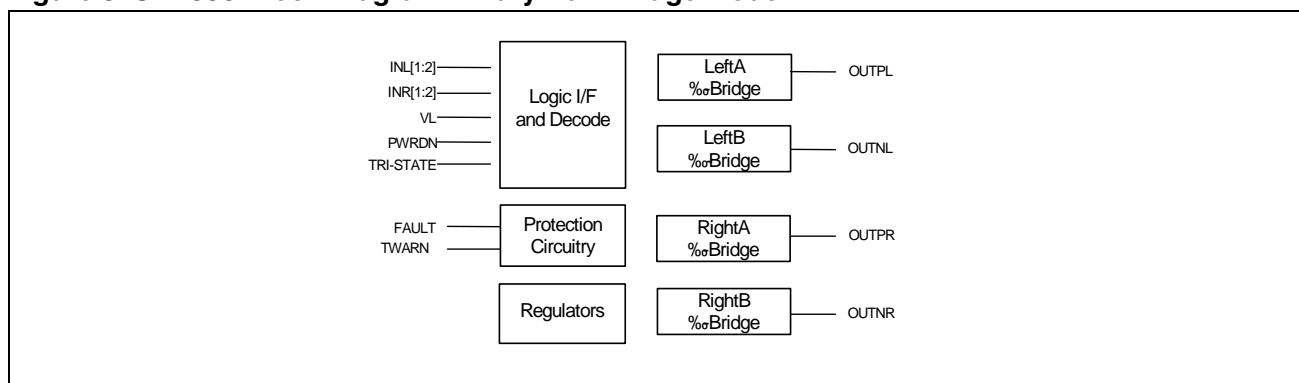 INL[1:2]
INR[1:2]
VL
PWRDN
TRI-STATE
Logic I/F
and Decode
LeftA
‰σBridge
OUTPL
LeftB
‰σBridge
OUTNL
FAULT
TWARN
Protection
Circuitry
RightA
‰σBridge
OUTPR
Regulators
RightB
‰σBridge
OUTNR